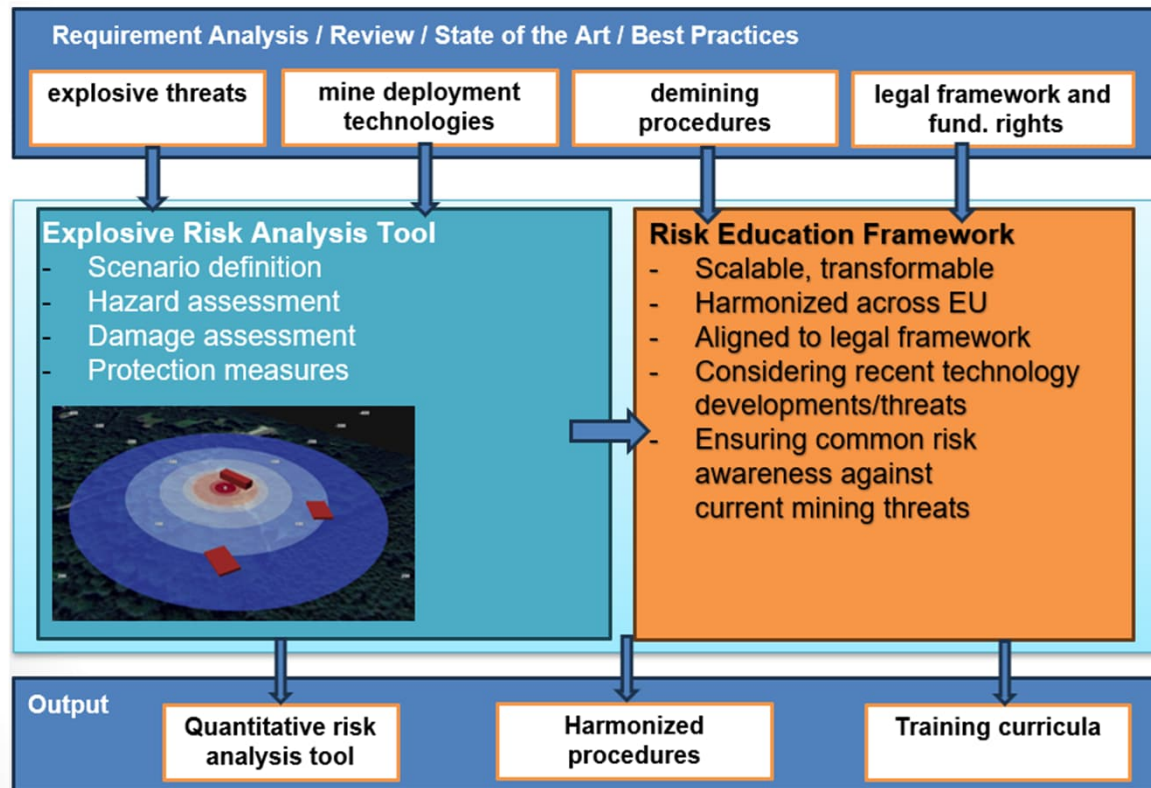 Requirement Analysis / Review / State of the Art / Best Practices
explosive threats
mine deployment
technologies
demining
procedures
legal framework and
fund. rights
Explosive Risk Analysis Tool
- Scenario definition
- Hazard assessment
- Damage assessment
- Protection measures
Risk Education Framework
- Scalable, transformable
- Harmonized across EU
- Aligned to legal framework
- Considering recent technology
developments/threats
- Ensuring common risk
awareness against
current mining threats
Output
Quantitative risk
analysis tool
Harmonized
procedures
Training curricula